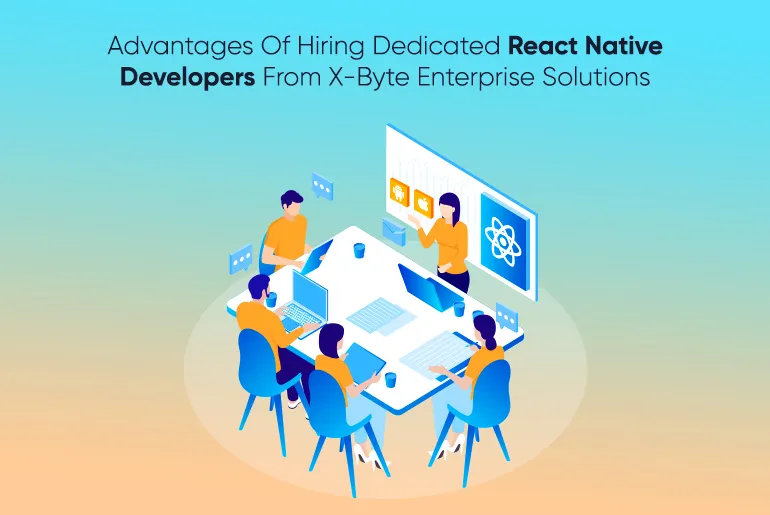 Advantages Of Hiring Dedicated React Native
Developers From X-Byte Enterprise Solutions